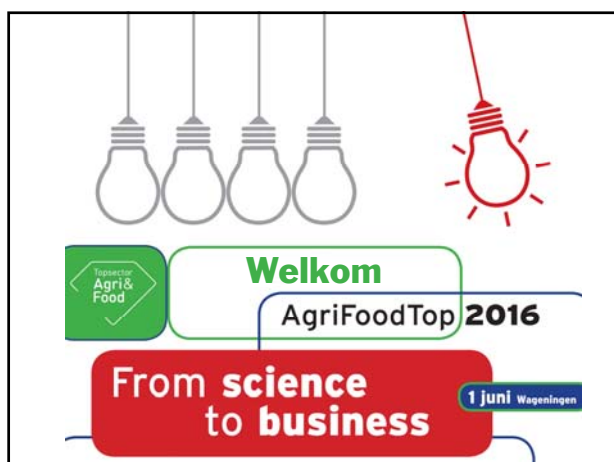 Topsector
Agri&
Food
Welkom
AgriFoodTop 2016
From science
to business
1 juni Wageningen